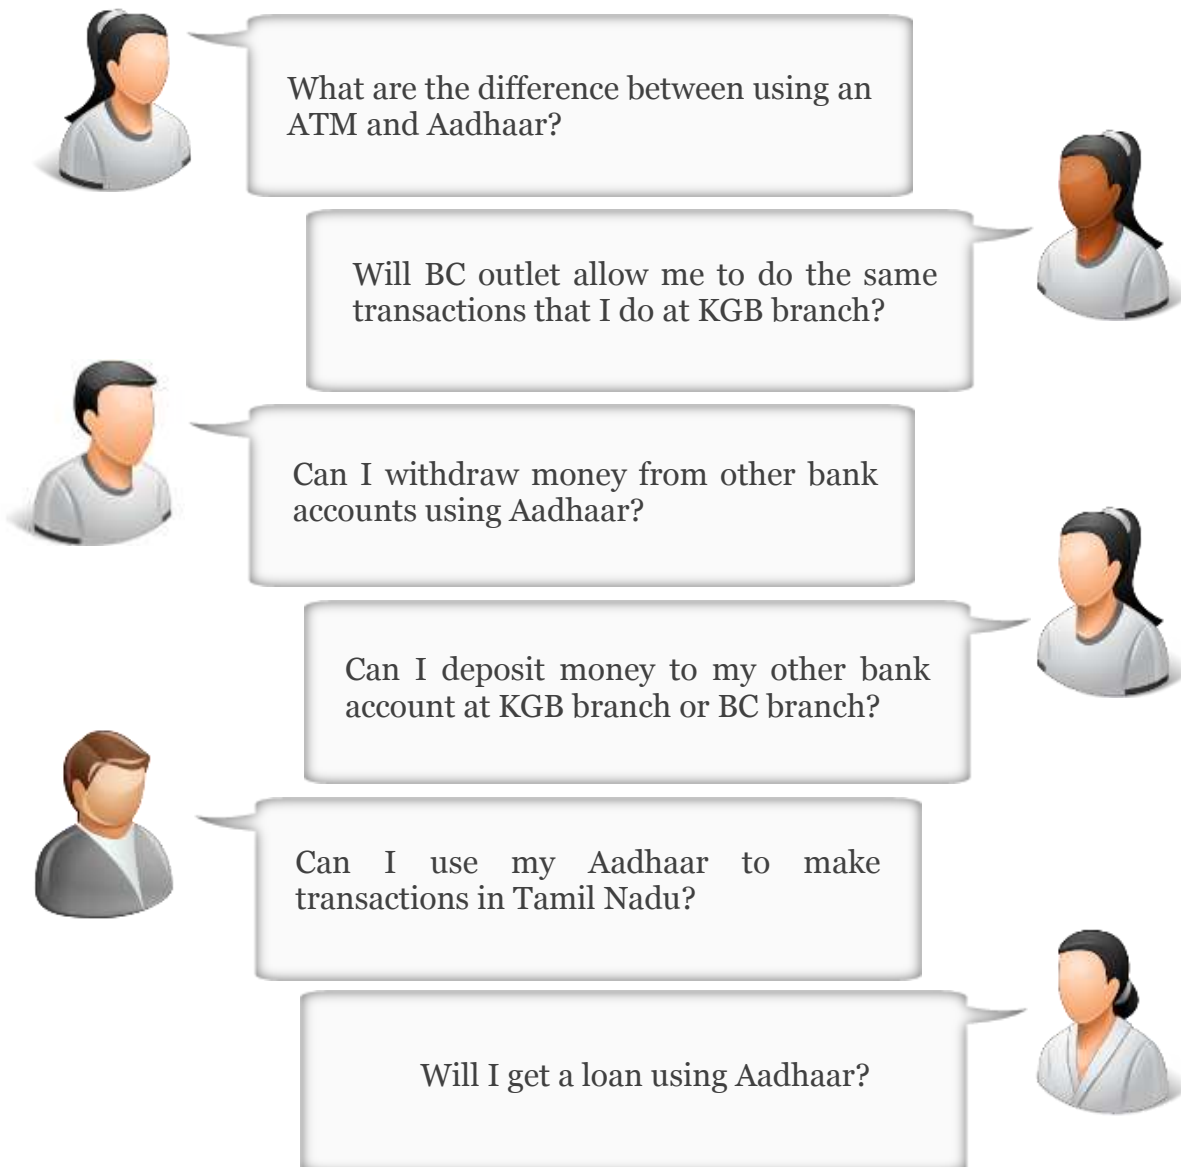 What are the difference between using an
ATM and Aadhaar?
Will BC outlet allow me to do the same
transactions that I do at KGB branch?
Can I withdraw money from other bank
accounts using Aadhaar?
Can I deposit money to my other bank
account at KGB branch or BC branch?
Can I use my Aadhaar to make
transactions in Tamil Nadu?
Will I get a loan using Aadhaar?